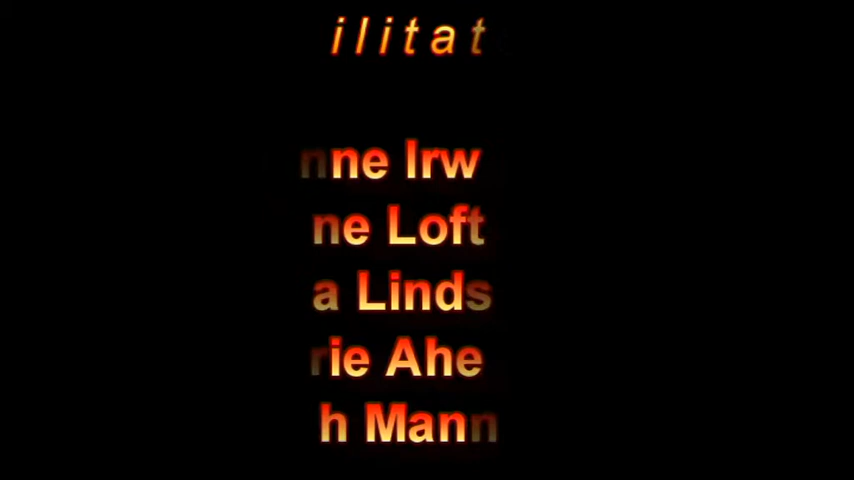 ilitat
nne Irw
ne Loft
a Linds
rie Ahe
h Mann